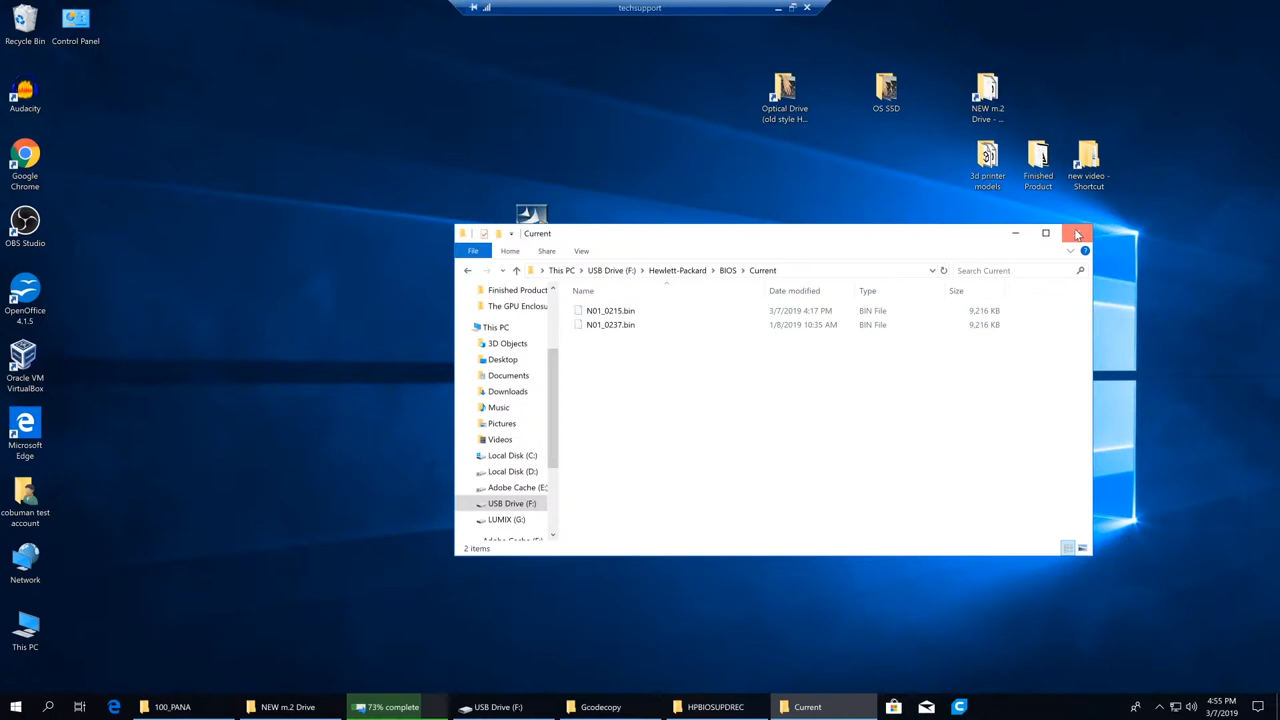 techsupport
Recycle Bin
Control Panel
Audacity
Google
Chrome
OBS Studio
OpenOffice
4.1.5
Oracle VM
VirtualBox
Microsoft
Edge
cobuman test
account
Network
This PC
Optical Drive
(old style H...
OS SSD
NEW m.2
Drive - ...
3d printer
models
Finished
Product
new video -
Shortcut
Current
File
Home
Share
View
This PC
USB Drive (F:)
Hewlett-Packard
BIOS
Current
Search Current
Finished Product
The GPU Enclosu
This PC
3D Objects
Desktop
Documents
Downloads
Music
Pictures
Videos
Local Disk (C:)
Local Disk (D:)
Adobe Cache (E:
USB Drive (F:)
LUMIX (G:)
Name
Date modified
Type
Size
N01_0215.bin
3/7/2019 4:17 PM
BIN File
9,216 KB
N01_0237.bin
1/8/2019 10:35 AM
BIN File
9,216 KB
2 items
100_PANA
NEW m.2 Drive
73% complete
USB Drive (F:)
Gcodecopy
HPBIOSUPDREC
Current
4:55 PM
3/7/2019